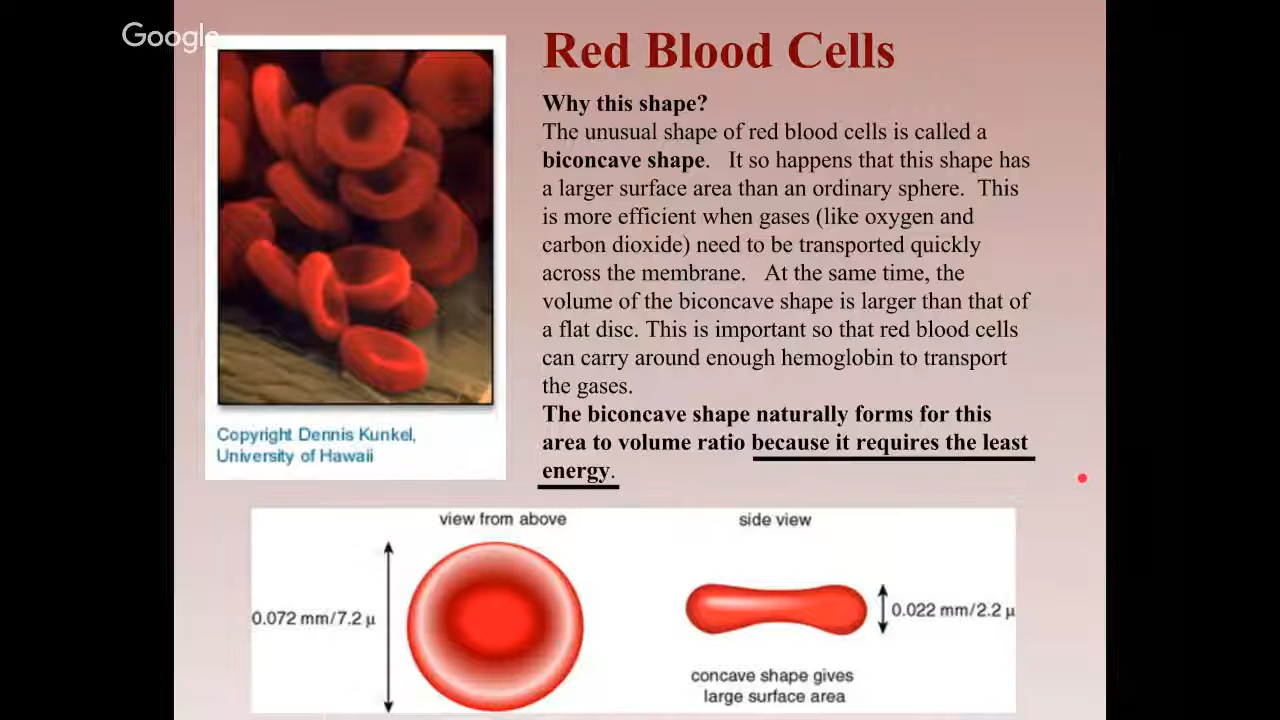 Google
Red Blood Cells
Why this shape?
The unusual shape of red blood cells is called a
biconcave shape.   It so happens that this shape has
a larger surface area than an ordinary sphere.  This
is more efficient when gases (like oxygen and
carbon dioxide) need to be transported quickly
across the membrane.   At the same time, the
volume of the biconcave shape is larger than that of
a flat disc. This is important so that red blood cells
can carry around enough hemoglobin to transport
the gases.
The biconcave shape naturally forms for this
area to volume ratio because it requires the least
energy.
Copyright Dennis Kunkel,
University of Hawaii
view from above
side view
0.072 mm/7.2 µ
0.022 mm/2.2 µ
concave shape gives
large surface area